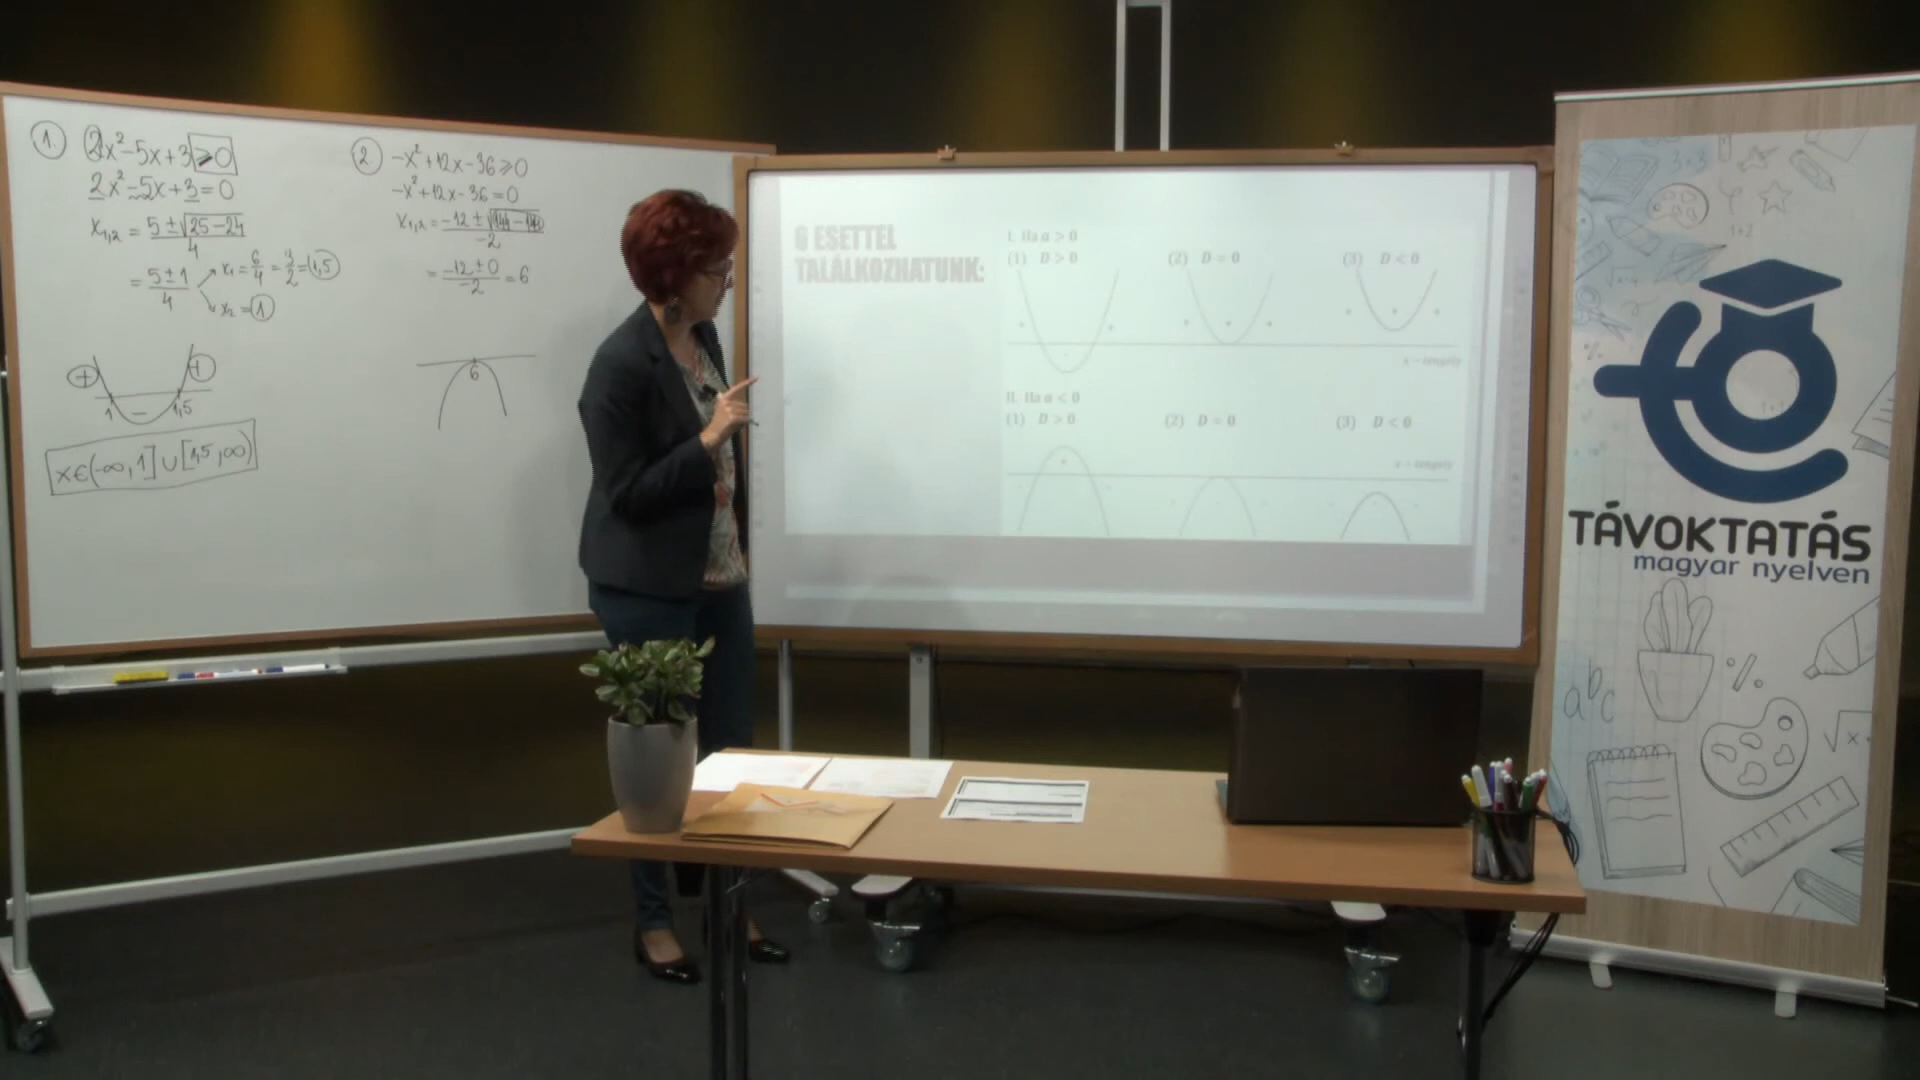 1. 2x²-5x+3≥0
2x²-5x+3=0
x₁,₂ = 5±√25-24 / 4
= 5±1 / 4
x₁ = 6/4 = 3/2 = 1,5
x₂ = 1
+ +
1 - 1,5
x∈(-∞,1]∪[1,5;∞)
2. -x²+12x-36≥0
-x²+12x-36=0
x₁,₂ = -12±√144-144 / -2
= -12±0 / -2 = 6
6
6 ESETTEL
TALÁLKOZHATUNK:
I. Ha a > 0
(1) D > 0 (2) D = 0 (3) D < 0
x - tengely
II. Ha a < 0
(1) D > 0 (2) D = 0 (3) D < 0
x - tengely
TÁVOKTATÁS
magyar nyelven
abc
%
√x